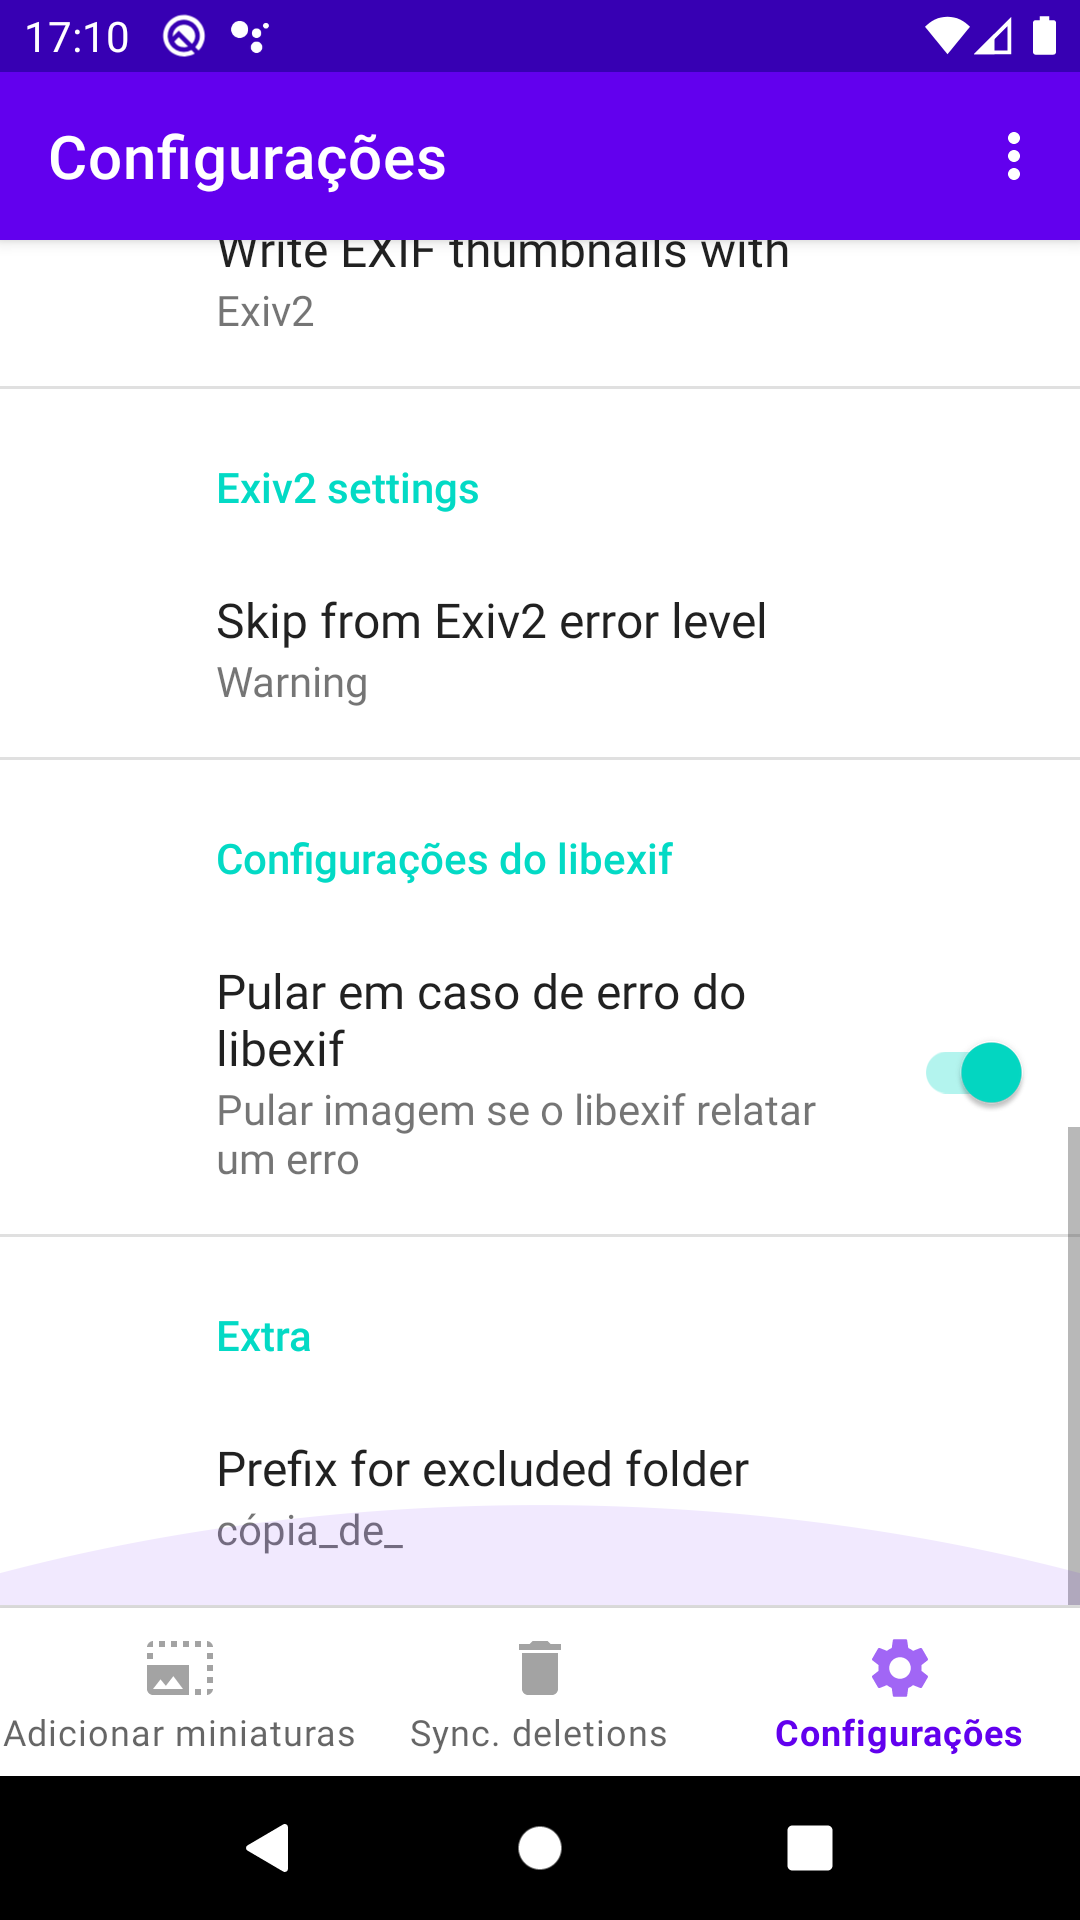 17:10
Configurações
Write EXIF thumbnails with
Exiv2
Exiv2 settings
Skip from Exiv2 error level
Warning
Configurações do libexif
Pular em caso de erro do
libexif
Pular imagem se o libexif relatar
um erro
Extra
Prefix for excluded folder
cópia_de_
Adicionar miniaturas
Sync. deletions
Configurações